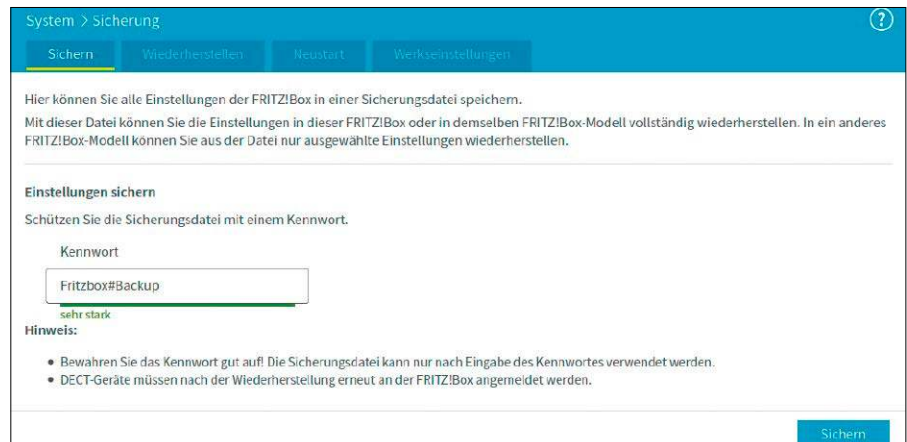 System > Sicherung
?
Sichern Wiederherstellen Neustart Werkseinstellungen
Hier können Sie alle Einstellungen der FRITZ!Box in einer Sicherungsdatei speichern.
Mit dieser Datei können Sie die Einstellungen in dieser FRITZ!Box oder in demselben FRITZ!Box-Modell vollständig wiederherstellen. In ein anderes
FRITZ!Box-Modell können Sie aus der Datei nur ausgewählte Einstellungen wiederherstellen.
Einstellungen sichern
Schützen Sie die Sicherungsdatei mit einem Kennwort.
Kennwort
Fritzbox#Backup
sehr stark
Hinweis:
• Bewahren Sie das Kennwort gut auf! Die Sicherungsdatei kann nur nach Eingabe des Kennwortes verwendet werden.
• DECT-Geräte müssen nach der Wiederherstellung erneut an der FRITZ!Box angemeldet werden.
Sichern